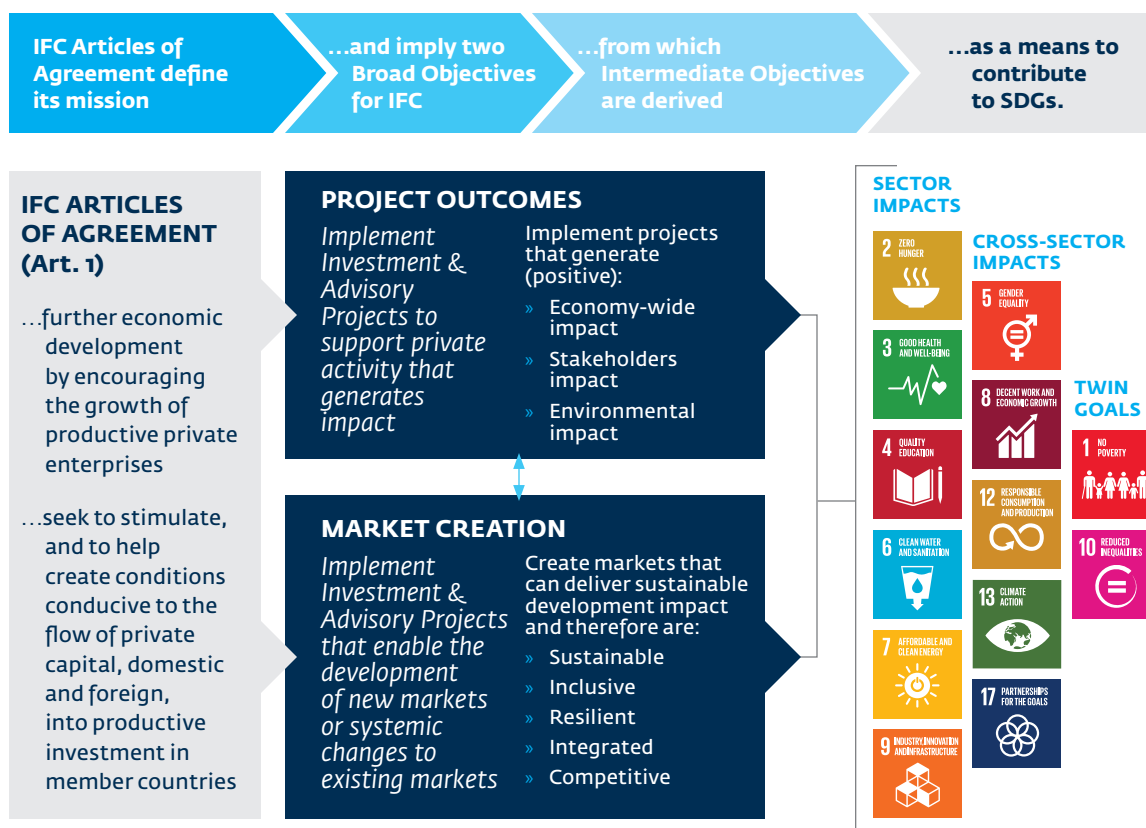 IFC Articles of
Agreement define
its mission
…and imply two
Broad Objectives
for IFC
…from which
Intermediate Objectives
are derived
…as a means to
contribute
to SDGs.
IFC ARTICLES
OF AGREEMENT
(Art. 1)
…further economic
development
by encouraging
the growth of
productive private
enterprises
…seek to stimulate,
and to help
create conditions
conducive to the
flow of private
capital, domestic
and foreign,
into productive
investment in
member countries
PROJECT OUTCOMES
Implement
Investment &
Advisory
Projects to
support private
activity that
generates
impact
Implement projects
that generate
(positive):
» Economy-wide
impact
» Stakeholders
impact
» Environmental
impact
MARKET CREATION
Implement
Investment &
Advisory Projects
that enable the
development
of new markets
or systemic
changes to
existing markets
Create markets that
can deliver sustainable
development impact
and therefore are:
» Sustainable
» Inclusive
» Resilient
» Integrated
» Competitive
SECTOR
IMPACTS
2 ZERO
HUNGER
3 GOOD HEALTH
AND WELL-BEING
4 QUALITY
EDUCATION
6 CLEAN WATER
AND SANITATION
7 AFFORDABLE AND
CLEAN ENERGY
9 INDUSTRY, INNOVATION
AND INFRASTRUCTURE
CROSS-SECTOR
IMPACTS
5 GENDER
EQUALITY
8 DECENT WORK AND
ECONOMIC GROWTH
12 RESPONSIBLE
CONSUMPTION
AND PRODUCTION
13 CLIMATE
ACTION
17 PARTNERSHIPS
FOR THE GOALS
TWIN
GOALS
1 NO
POVERTY
10 REDUCED
INEQUALITIES